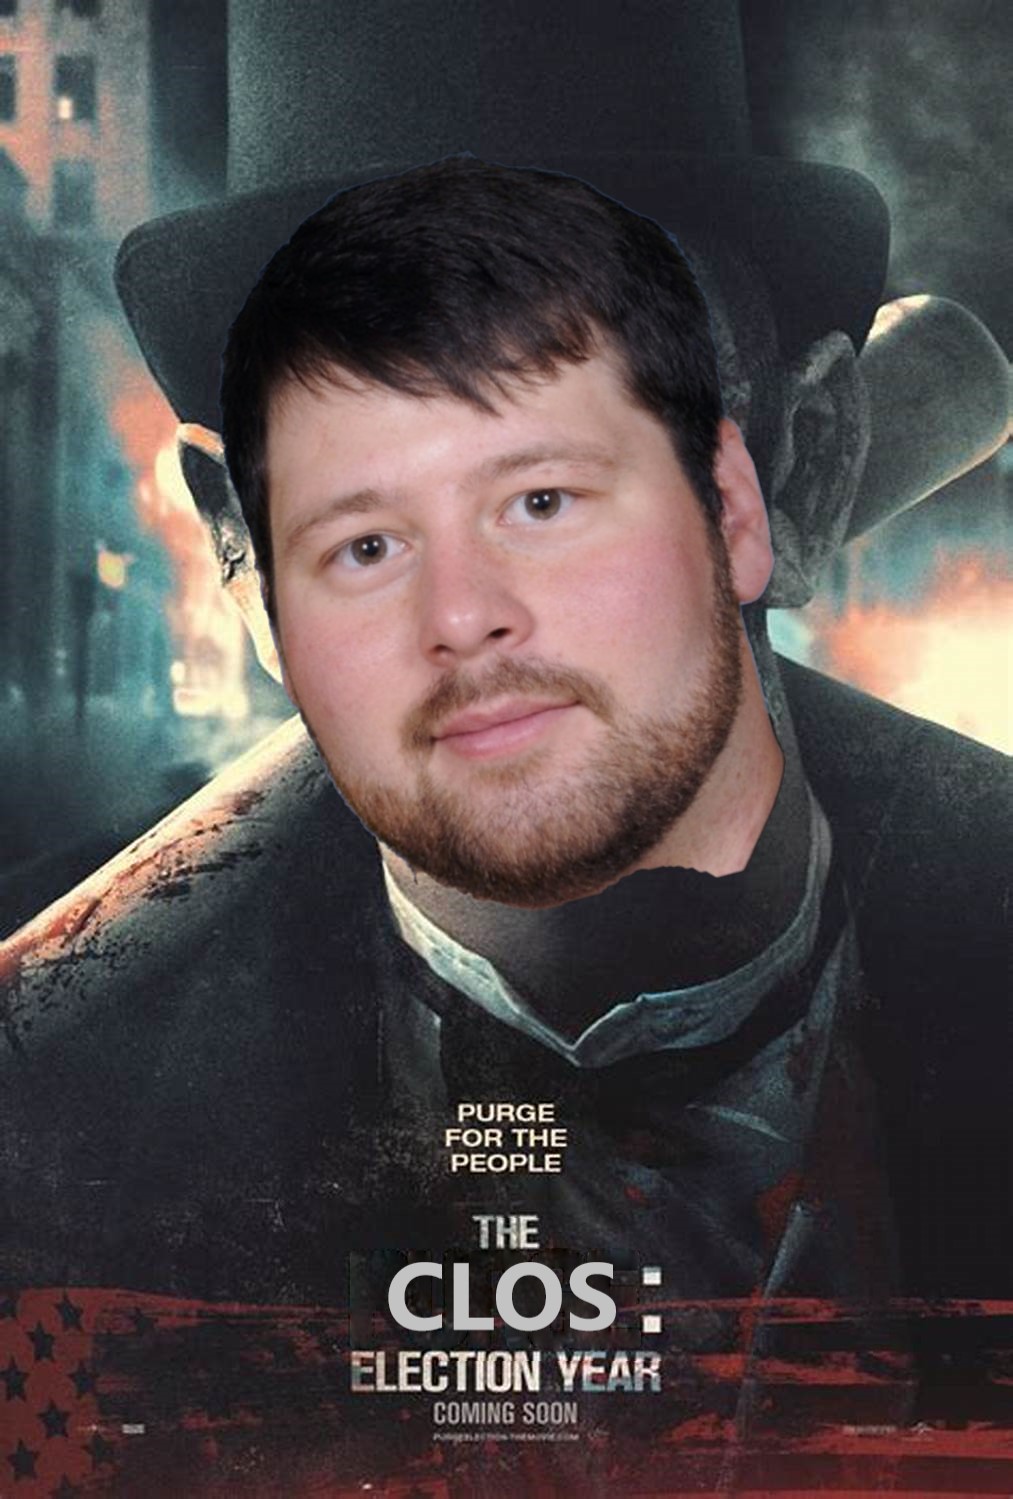 PURGE
FOR THE
PEOPLE
THE
CLOS:
ELECTION YEAR
COMING SOON